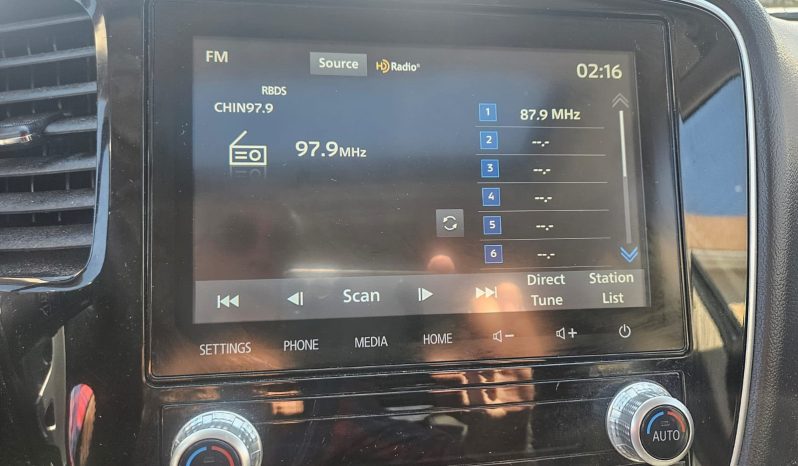 FM
Source
HD Radio®
02:16
RBDS
CHIN97.9
97.9MHz
1 87.9 MHz
2 --.-
3 --.-
4 --.-
5 --.-
6 --.-
Scan
Direct
Tune
Station
List
SETTINGS PHONE MEDIA HOME
AUTO